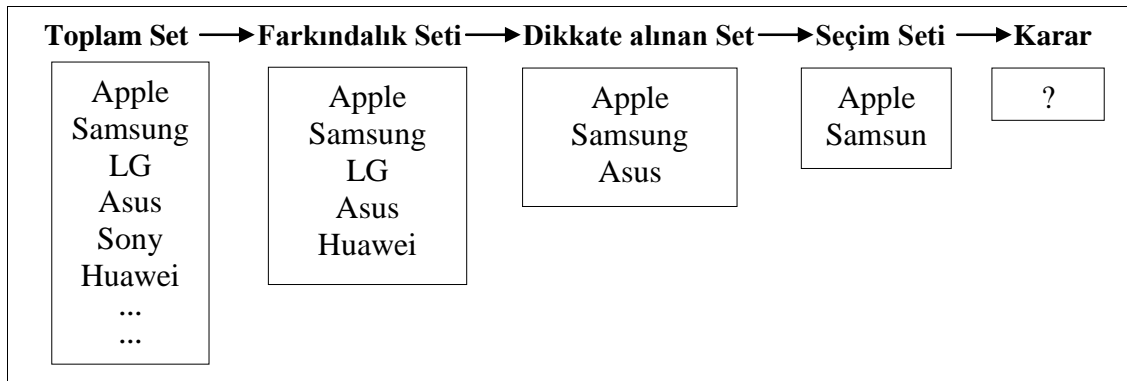 Toplam Set Farkındalık Seti Dikkate alınan Set Seçim Seti Karar
Apple
Samsung
LG
Asus
Sony
Huawei
...
...
Apple
Samsung
LG
Asus
Huawei
Apple
Samsung
Asus
Apple
Samsun
?